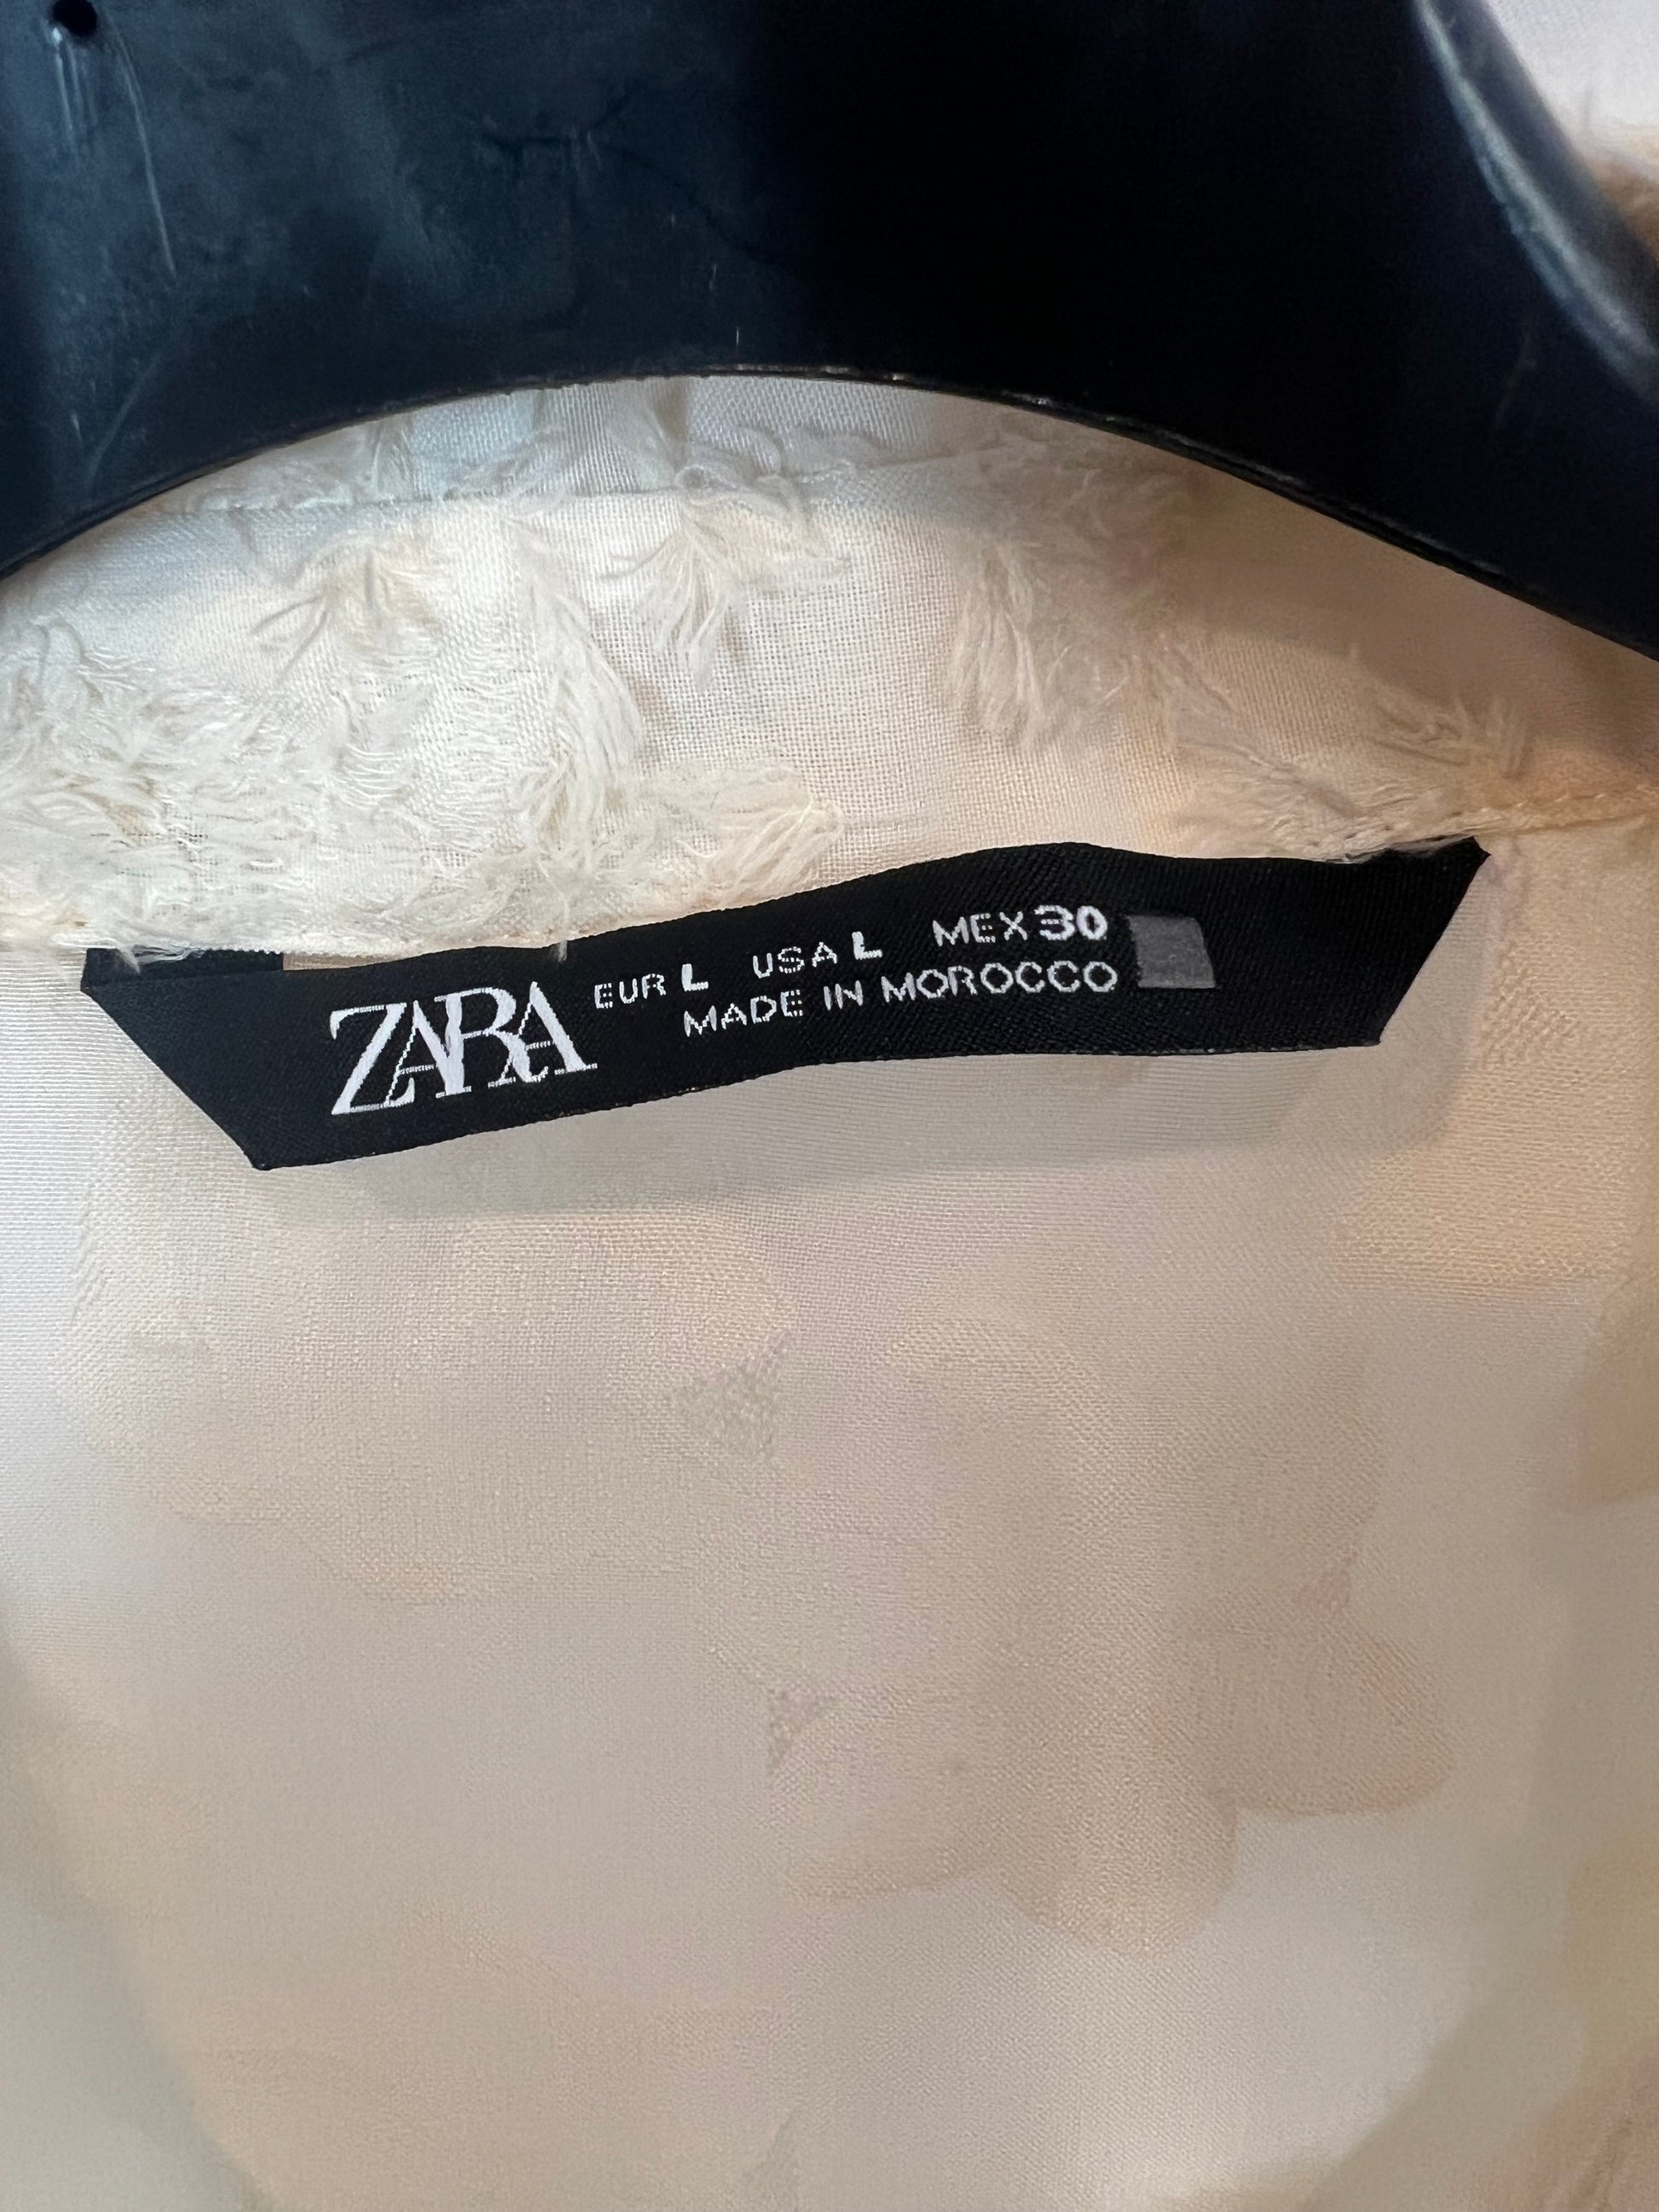 ZARA
EUR L USA L MEX 30
MADE IN MOROCCO